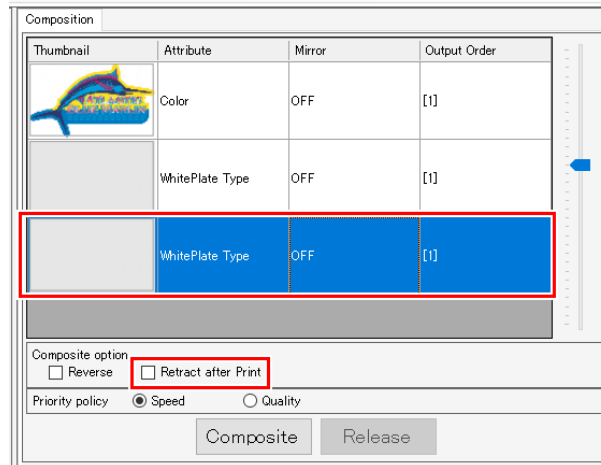 Composition
Thumbnail Attribute Mirror Output Order
Color OFF [1]
WhitePlate Type OFF [1]
WhitePlate Type OFF [1]
Composite option
Reverse Retract after Print
Priority policy Speed Quality
Composite Release